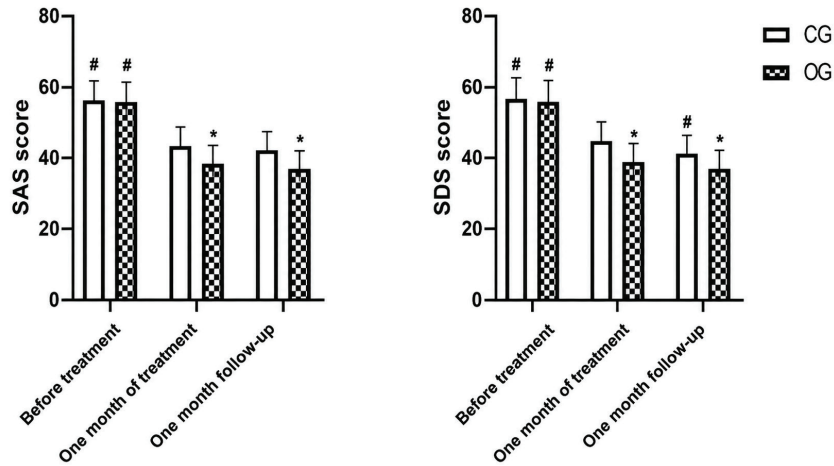 80
60
40
20
0
SAS score
# #
*
*
Before treatment
One month of treatment
One month follow-up
80
60
40
20
0
SDS score
# #
*
#
*
Before treatment
One month of treatment
One month follow-up
CG
OG